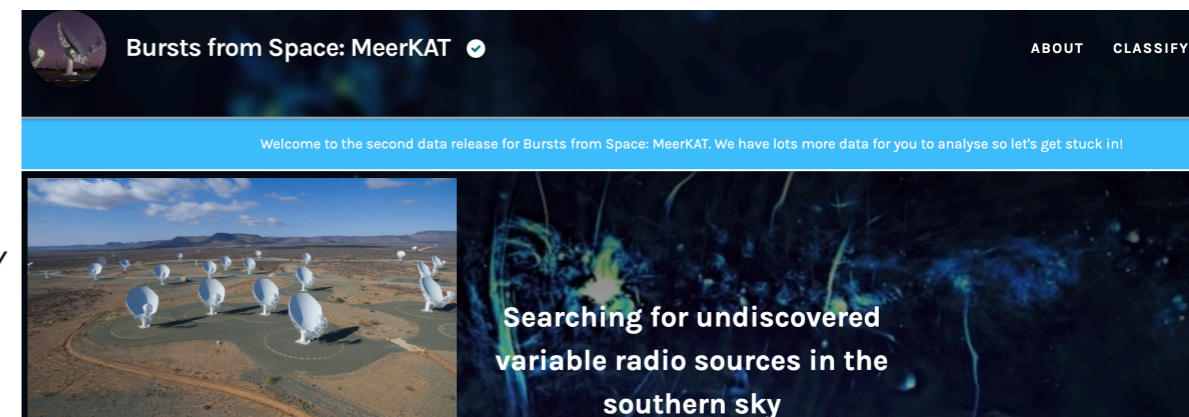 Bursts from Space: MeerKAT
ABOUT CLASSIFY
Welcome to the second data release for Bursts from Space: MeerKAT. We have lots more data for you to analyse so let's get stuck in!
Searching for undiscovered
variable radio sources in the
southern sky